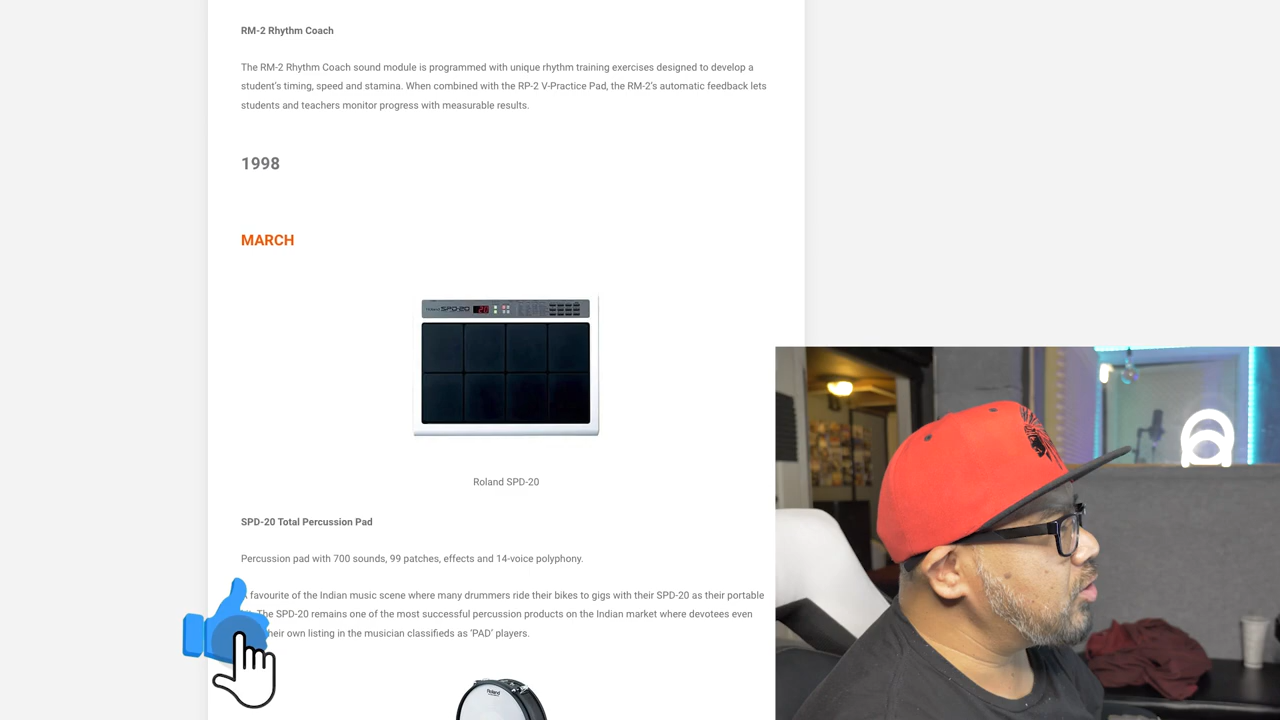 RM-2 Rhythm Coach
The RM-2 Rhythm Coach sound module is programmed with unique rhythm training exercises designed to develop a
student's timing, speed and stamina. When combined with the RP-2 V-Practice Pad, the RM-2's automatic feedback lets
students and teachers monitor progress with measurable results.
1998
MARCH
Roland SPD-20
20
Roland SPD-20
SPD-20 Total Percussion Pad
Percussion pad with 700 sounds, 99 patches, effects and 14-voice polyphony.
favourite of the Indian music scene where many drummers ride their bikes to gigs with their SPD-20 as their portable
The SPD-20 remains one of the most successful percussion products on the Indian market where devotees even
their own listing in the musician classifieds as 'PAD' players.
Roland